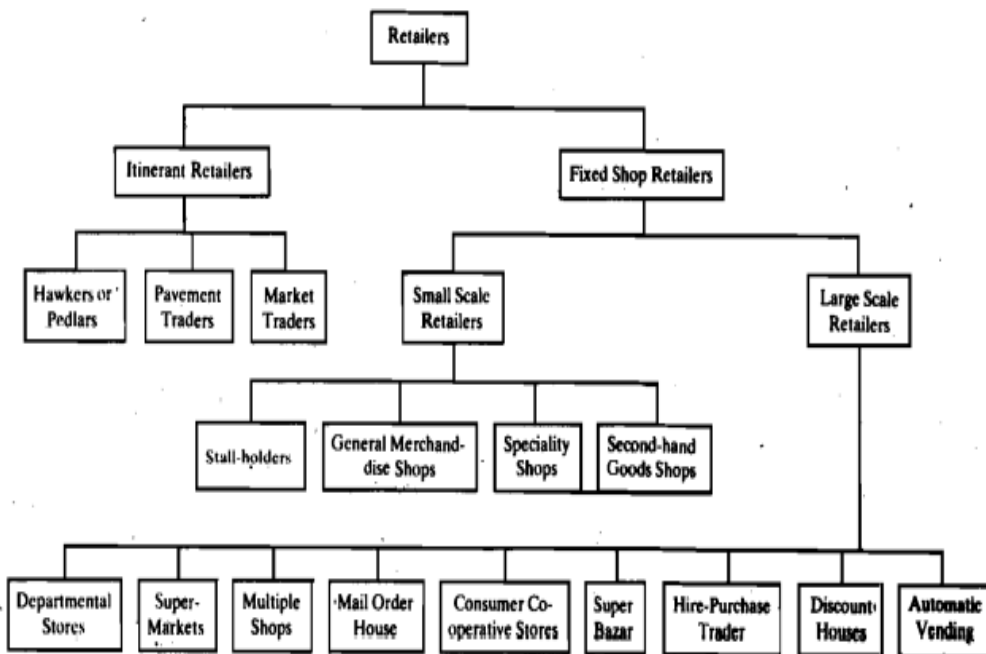 Retailers
Itinerant Retailers
Fixed Shop Retailers
Hawkers or
Pedlars
Pavement
Traders
Market
Traders
Small Scale
Retailers
Large Scale
Retailers
Stall-holders
General Merchan-
dise Shops
Speciality
Shops
Second-hand
Goods Shops
Departmental
Stores
Super-
Markets
Multiple
Shops
Mail Order
House
Consumer Co-
operative Stores
Super
Bazar
Hire-Purchase
Trader
Discount
Houses
Automatic
Vending